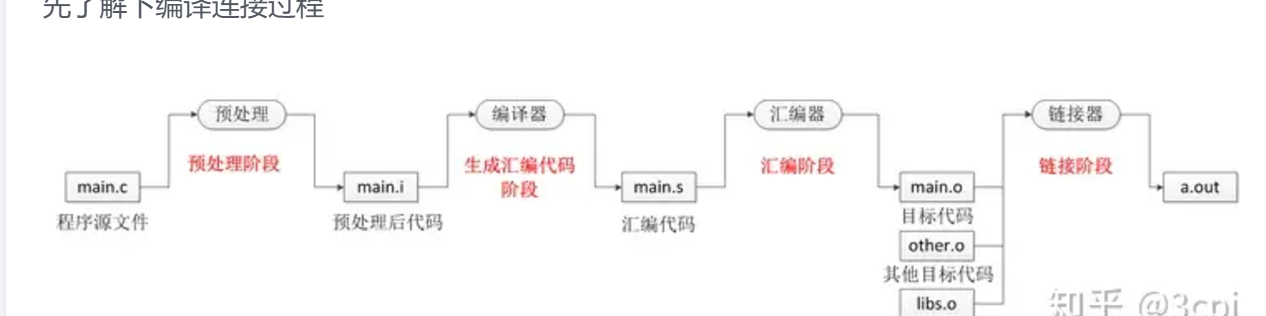 先了解下编译连接过程
预处理
编译器
汇编器
链接器
预处理阶段
生成汇编代码
阶段
汇编阶段
链接阶段
main.c
main.i
main.s
main.o
a.out
程序源文件
预处理后代码
汇编代码
目标代码
other.o
其他目标代码
libs.o
知乎 @3cpi